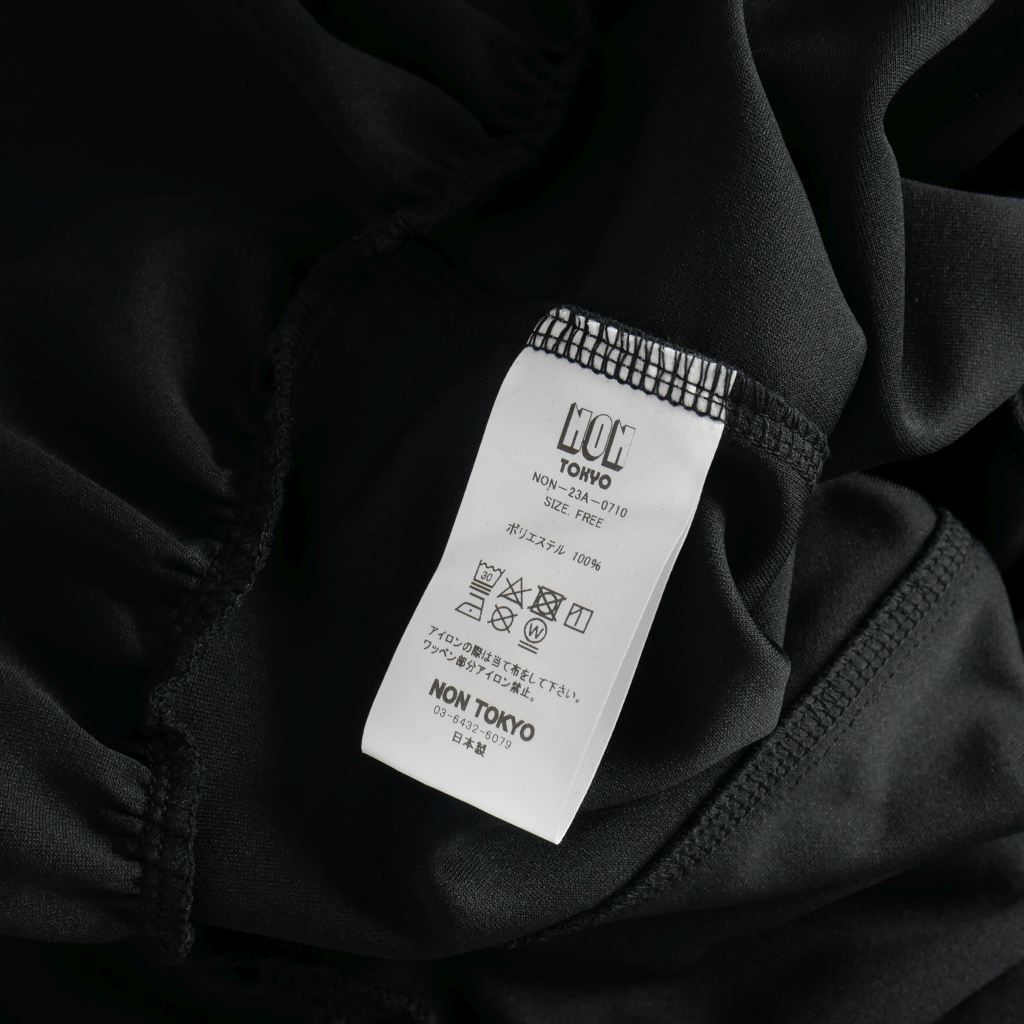 NON
TOKYO
NON-23A-0710
SIZE. FREE
ポリエステル 100%
30
W
アイロンの際は当て布をして下さい。
ワッペン部分アイロン禁止。
NON TOKYO
03-6432-6079
日本製